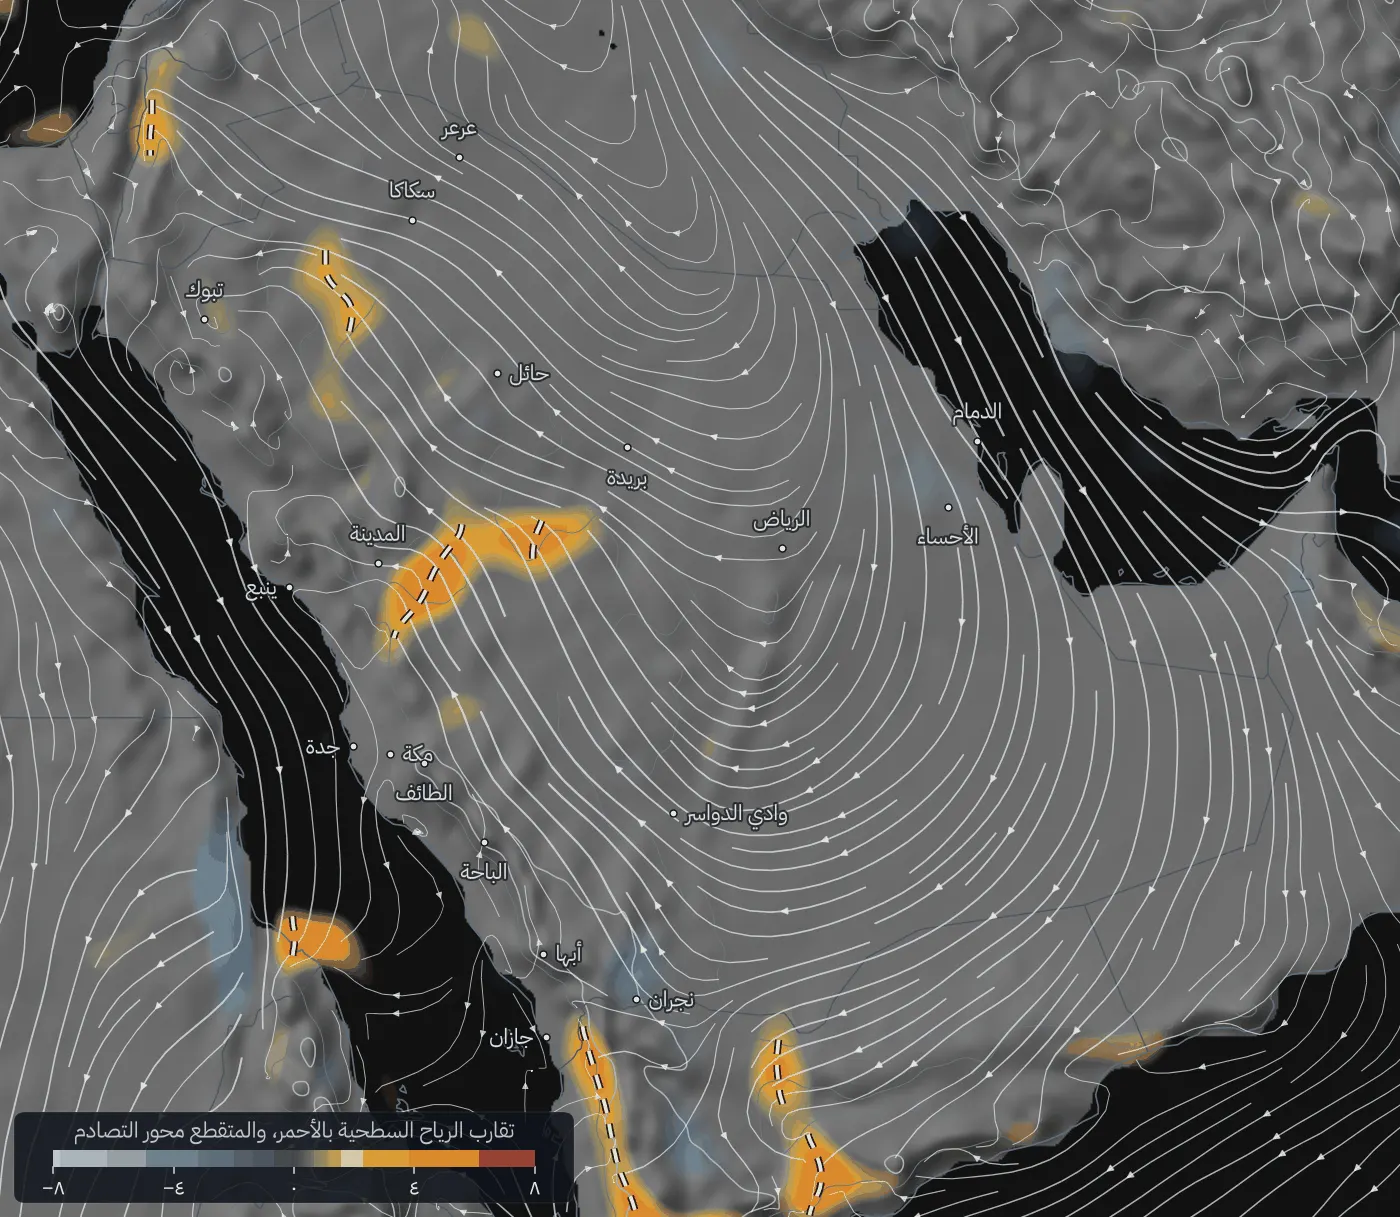 عرعر
سكاكا
تبوك
حائل
الدمام
بريدة
الرياض
الأحساء
المدينة
ينبع
جدة
مكة
الطائف
وادي الدواسر
الباحة
أبها
نجران
جازان
تقارب الرياح السطحية بالأحمر، والمتقطع محور التصادم
−٨ −٤ ٠ ٤ ٨